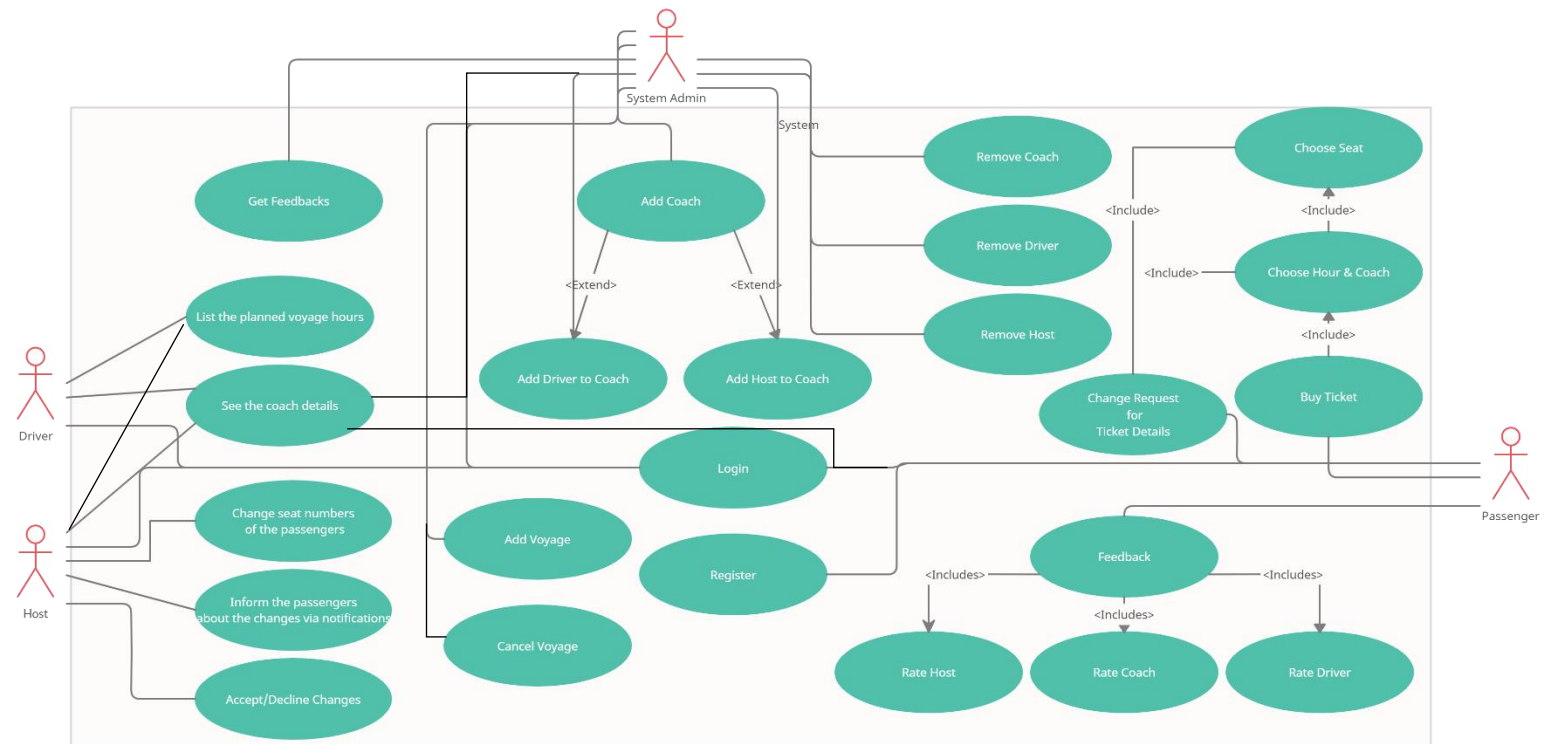 System Admin
System
Remove Coach
Choose Seat
Get Feedbacks
Add Coach
<Include>
<Include>
Remove Driver
<Include>
Choose Hour & Coach
<Extend>
<Extend>
List the planned voyage hours
Remove Host
<Include>
Add Driver to Coach
Add Host to Coach
See the coach details
Change Request
for
Ticket Details
Buy Ticket
Driver
Login
Passenger
Change seat numbers
of the passengers
Add Voyage
Register
Feedback
<Includes>
<Includes>
<Includes>
Host
Inform the passengers
about the changes via notifications
Cancel Voyage
Rate Host
Rate Coach
Rate Driver
Accept/Decline Changes